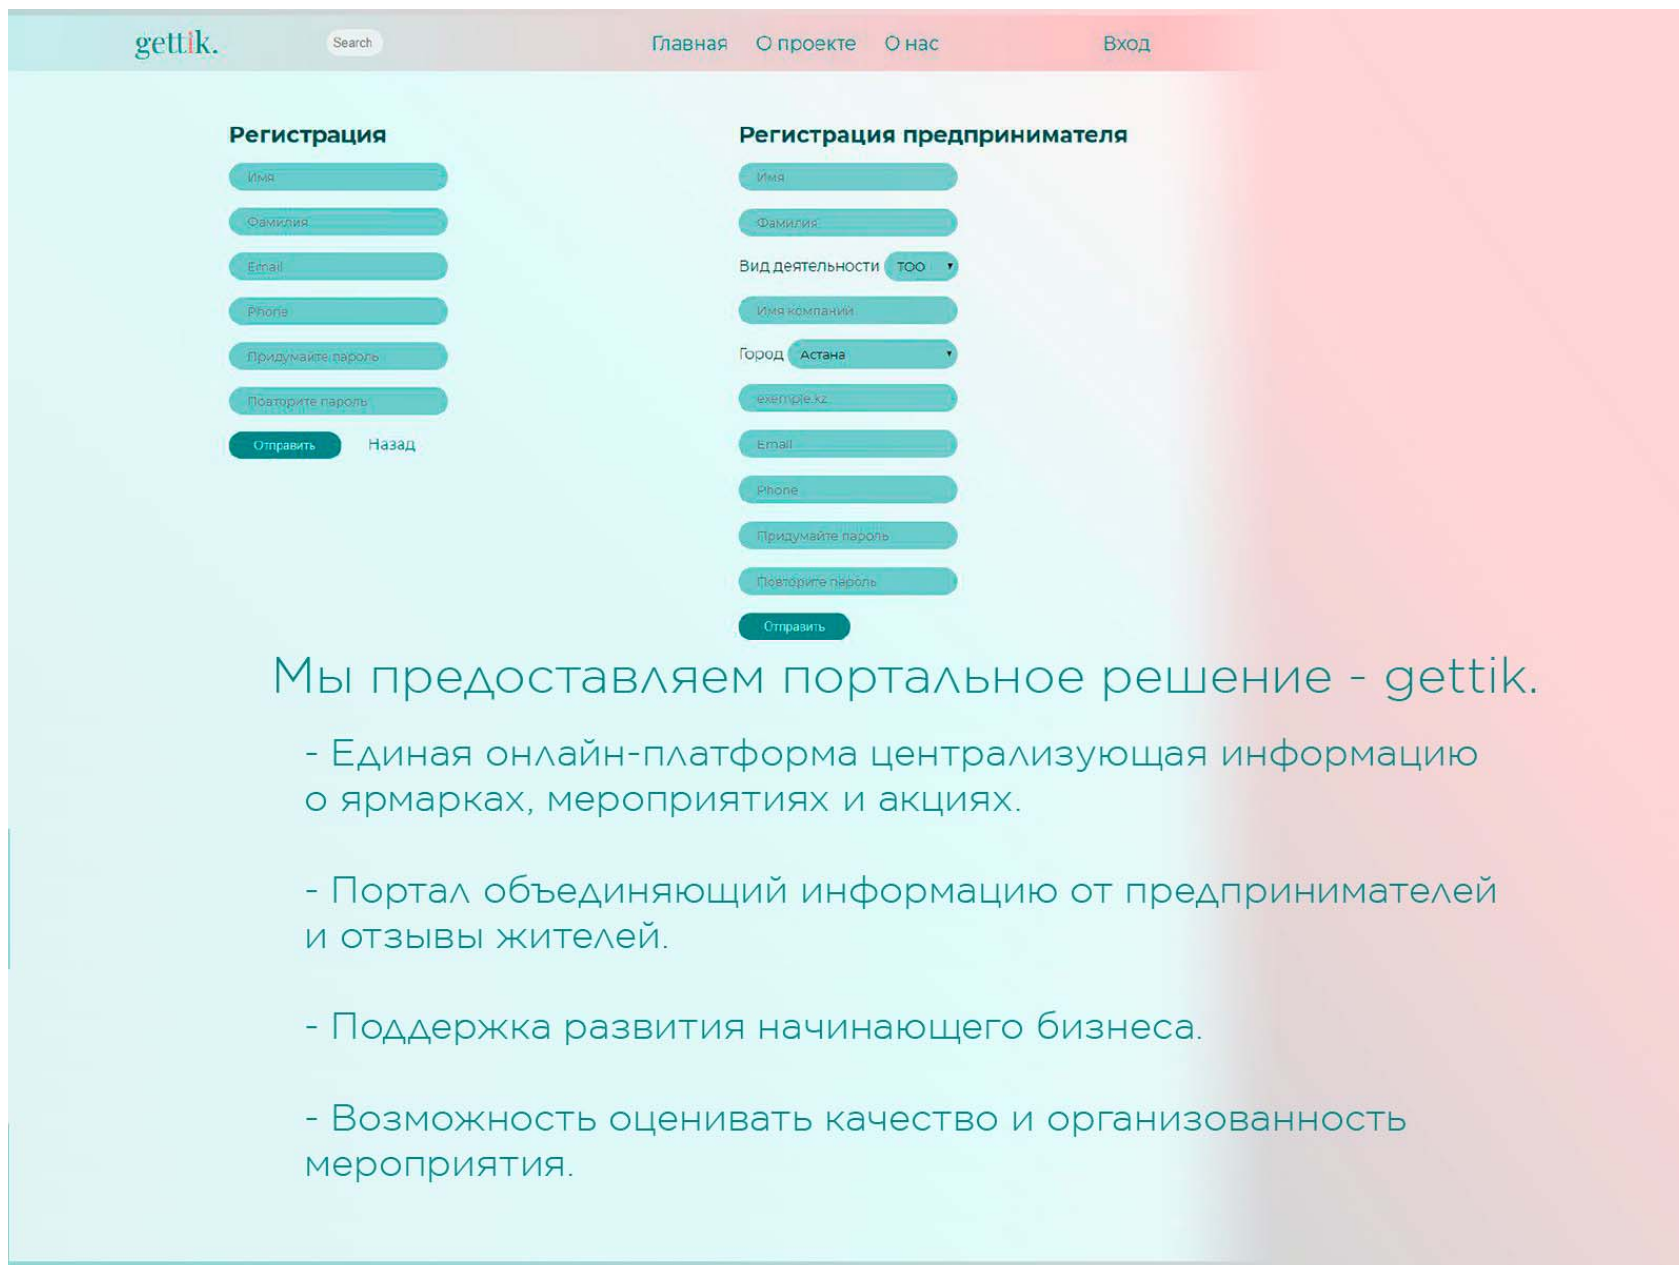 gettik.
Search
Главная О проекте О нас
Вход
Регистрация
Имя
Фамилия
Email
Phone
Придумайте пароль
Повторите пароль
Отправить Назад
Регистрация предпринимателя
Имя
Фамилия
Вид деятельности ТОО
Имя компании
Город Астана
exemple.kz
Email
Phone
Придумайте пароль
Повторите пароль
Отправить
Мы предоставляем портальное решение - gettik.
- Единая онлайн-платформа централизующая информацию
о ярмарках, мероприятиях и акциях.
- Портал объединяющий информацию от предпринимателей
и отзывы жителей.
- Поддержка развития начинающего бизнеса.
- Возможность оценивать качество и организованность
мероприятия.